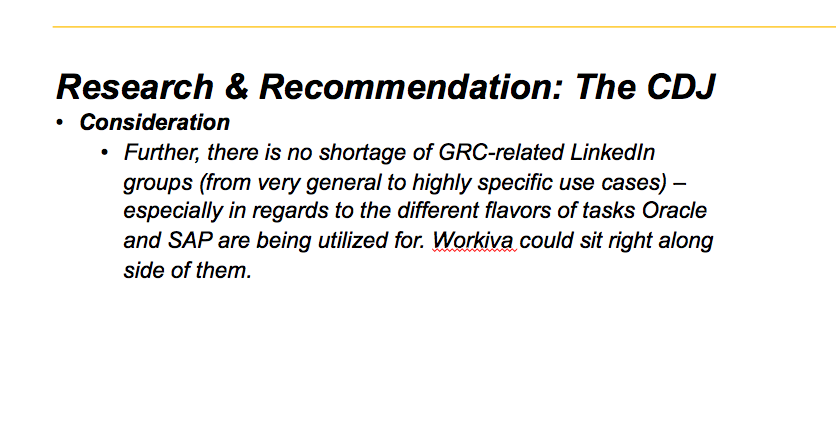 Research & Recommendation: The CDJ
• Consideration
• Further, there is no shortage of GRC-related LinkedIn
groups (from very general to highly specific use cases) –
especially in regards to the different flavors of tasks Oracle
and SAP are being utilized for. Workiva could sit right along
side of them.